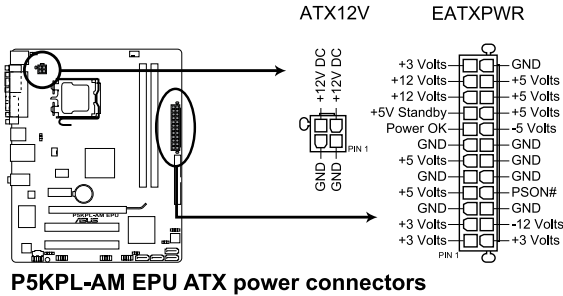 ATX12V
EATXPWR
+12V DC
+12V DC
GND
GND
PIN 1
+3 Volts
GND
+12 Volts
+5 Volts
+12 Volts
+5 Volts
+5V Standby
+5 Volts
Power OK
-5 Volts
GND
GND
+5 Volts
GND
GND
GND
+5 Volts
PSON#
GND
GND
+3 Volts
-12 Volts
+3 Volts
+3 Volts
PIN 1
P5KPL-AM EPU
ASUS
P5KPL-AM EPU ATX power connectors